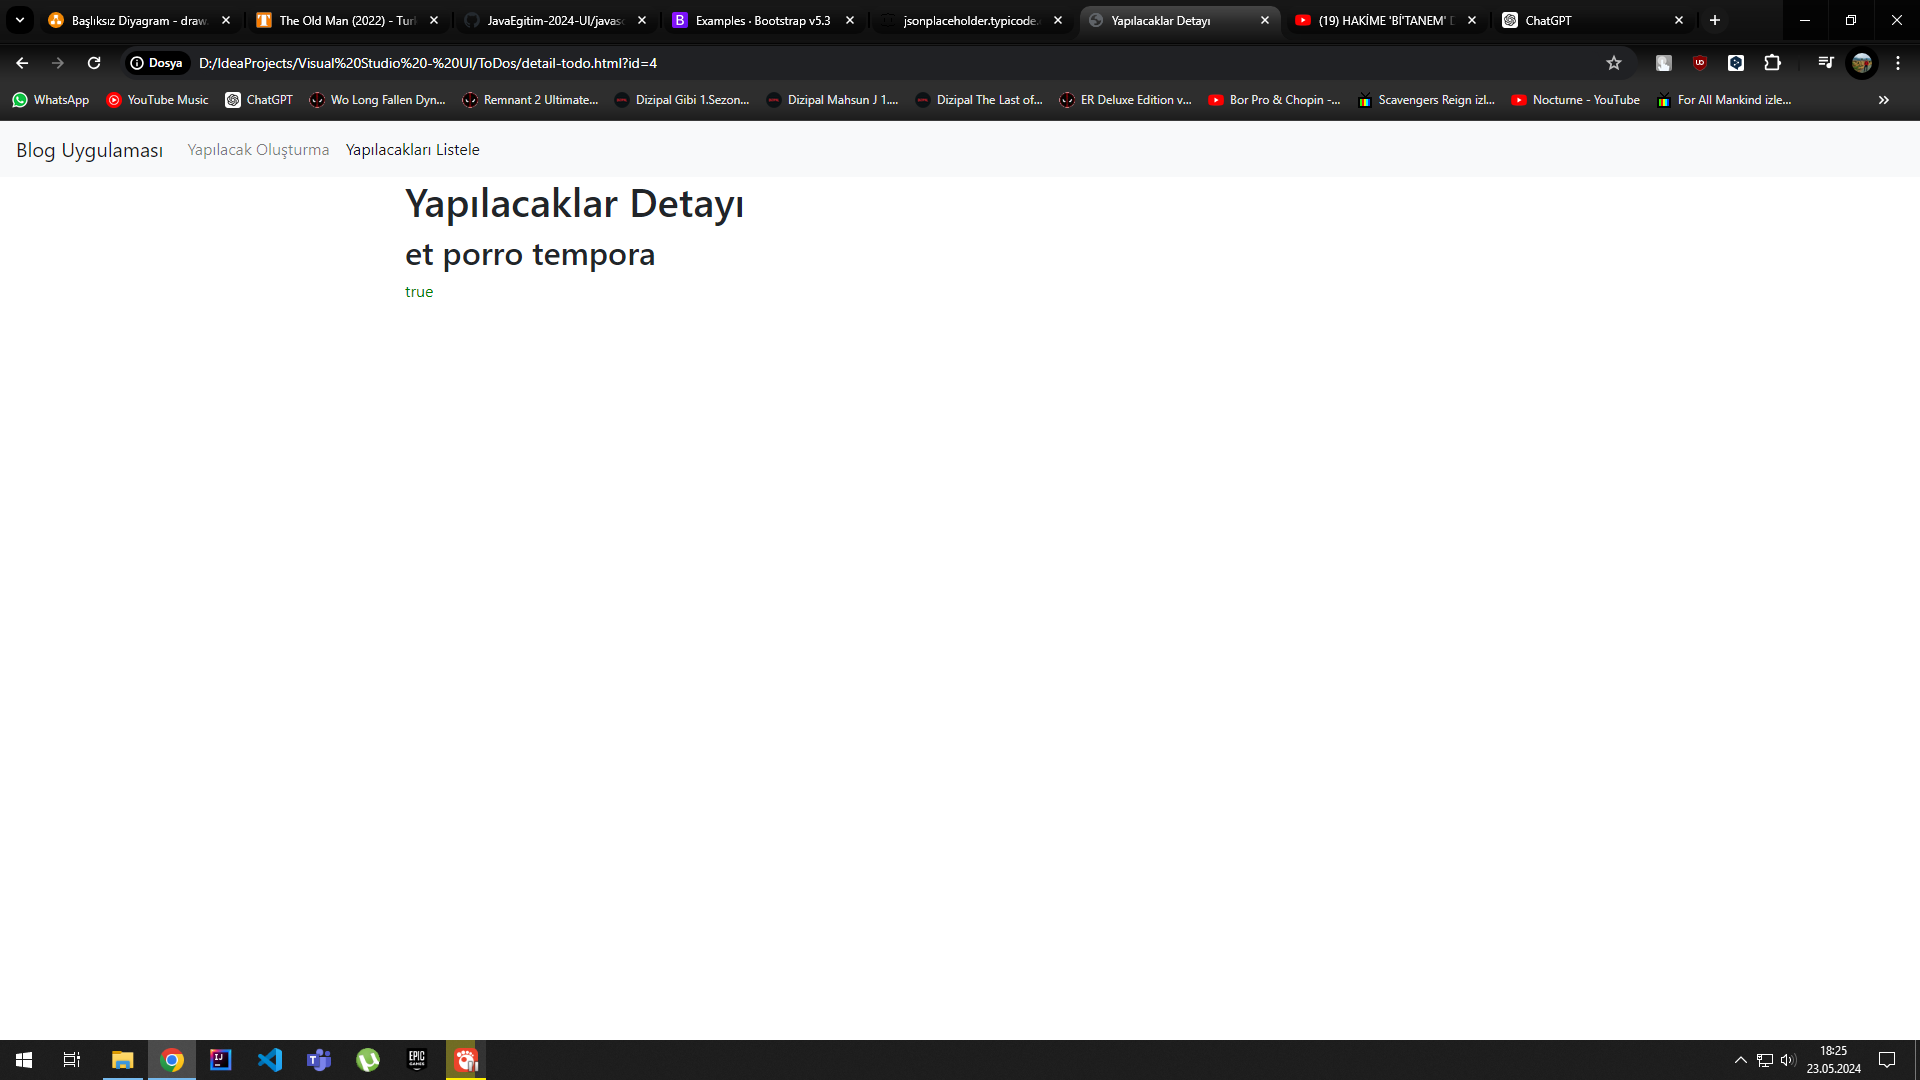 Başlıksız Diyagram - draw.
The Old Man (2022) - Turk
JavaEgitim-2024-UI/javasc
Examples · Bootstrap v5.3
jsonplaceholder.typicode.
Yapılacaklar Detayı
(19) HAKİME 'Bİ'TANEM' D
ChatGPT
Dosya
D:/IdeaProjects/Visual%20Studio%20-%20UI/ToDos/detail-todo.html?id=4
WhatsApp
YouTube Music
ChatGPT
Wo Long Fallen Dyn...
Remnant 2 Ultimate...
Dizipal Gibi 1.Sezon...
Dizipal Mahsun J 1....
Dizipal The Last of...
ER Deluxe Edition v...
Bor Pro & Chopin -...
Scavengers Reign izl...
Nocturne - YouTube
For All Mankind izle...
Blog Uygulaması
Yapılacak Oluşturma
Yapılacakları Listele
Yapılacaklar Detayı
et porro tempora
true
18:25
23.05.2024